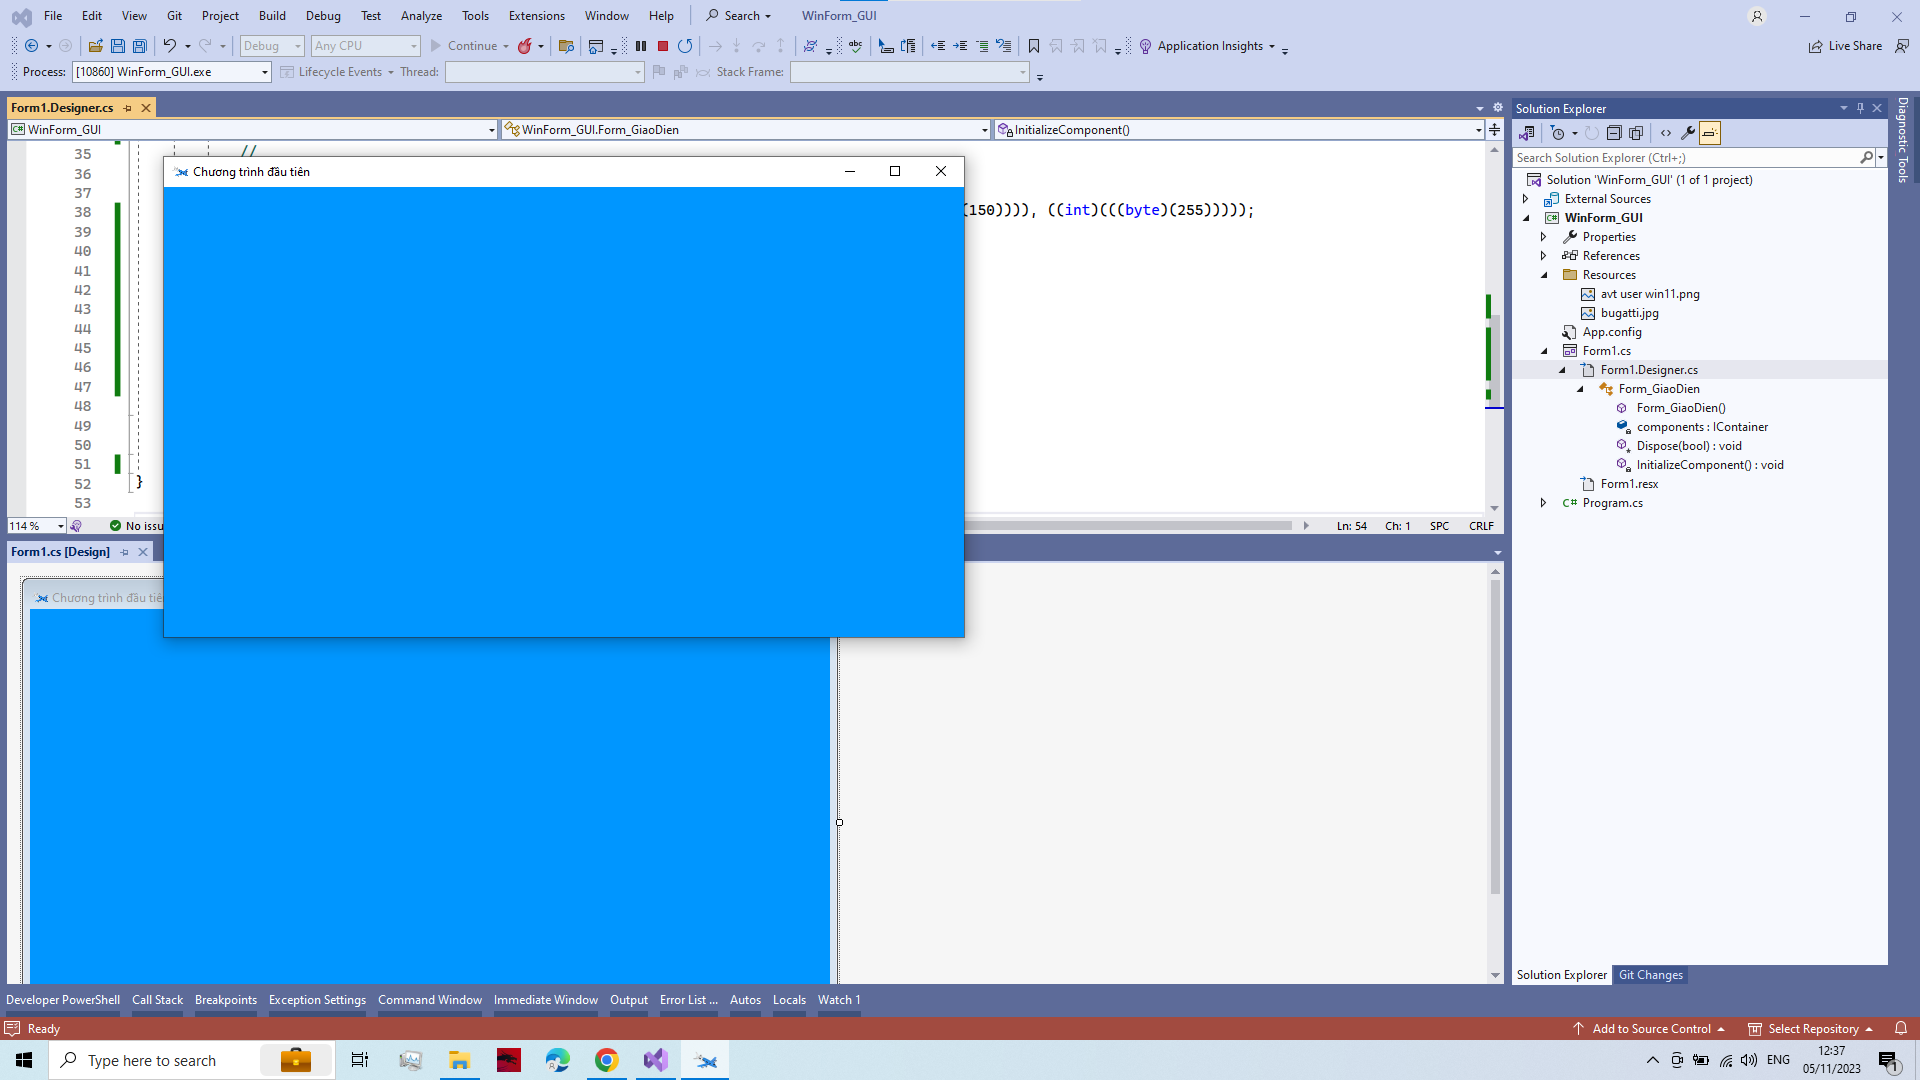 File Edit View Git Project Build Debug Test Analyze Tools Extensions Window Help Search WinForm_GUI
Debug Any CPU Continue Application Insights Live Share
Process: [10860] WinForm_GUI.exe Lifecycle Events Thread: Stack Frame:
Form1.Designer.cs
WinForm_GUI WinForm_GUI.Form_GiaoDien InitializeComponent()
35 //
36
37
38 (150)))), ((int)(((byte)(255)))));
39
40
41
42
43
44
45
46
47
48
49
50
51
52 }
53
114 % No issu Ln: 54 Ch: 1 SPC CRLF
Chương trình đầu tiên
Form1.cs [Design]
Chương trình đầu tiê
Solution Explorer
Search Solution Explorer (Ctrl+;)
Solution 'WinForm_GUI' (1 of 1 project)
External Sources
WinForm_GUI
Properties
References
Resources
avt user win11.png
bugatti.jpg
App.config
Form1.cs
Form1.Designer.cs
Form_GiaoDien
Form_GiaoDien()
components : IContainer
Dispose(bool) : void
InitializeComponent() : void
Form1.resx
C# Program.cs
Solution Explorer Git Changes
Diagnostic Tools
Developer PowerShell Call Stack Breakpoints Exception Settings Command Window Immediate Window Output Error List ... Autos Locals Watch 1
Ready Add to Source Control Select Repository
Type here to search ENG 12:37
05/11/2023 1